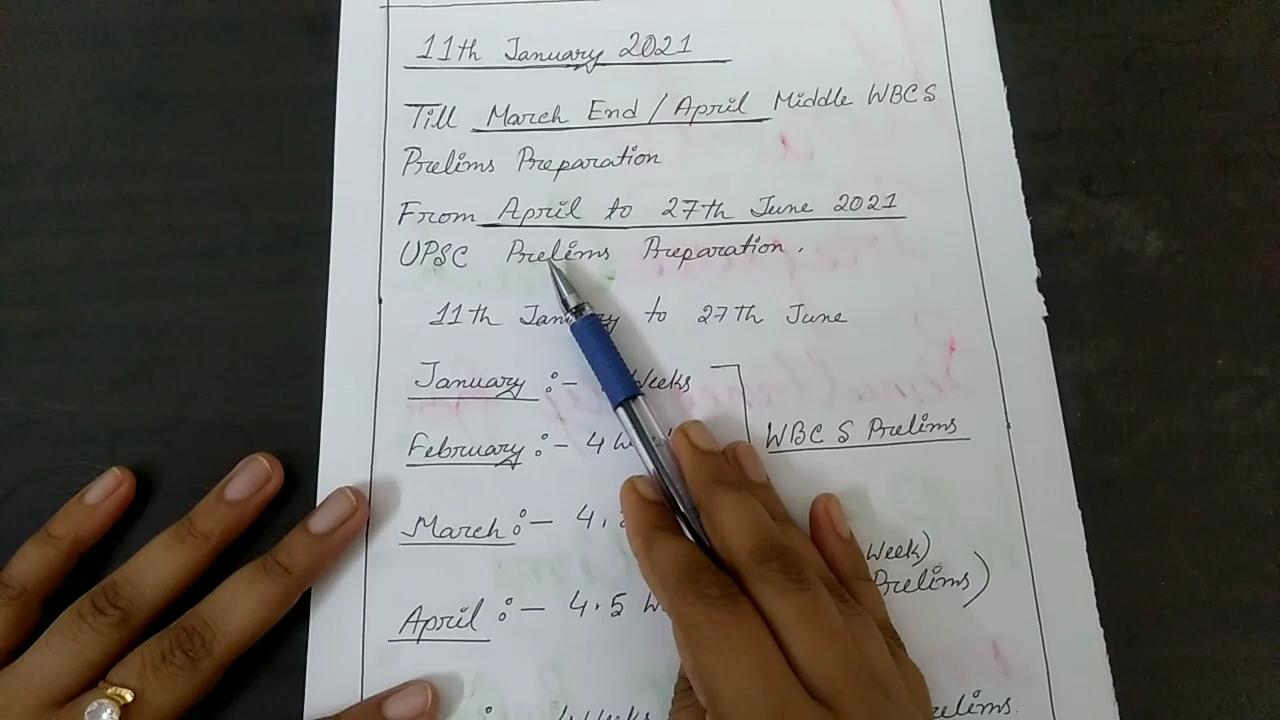 11th January 2021
Till March End / April Middle WBCS
Prelims Preparation
From April to 27th June 2021
UPSC Prelims Preparation.
11th January to 27Th June
January :- Weeks
February :- 4
WBCS Prelims
March :- 4.
Week)
Prelims)
April :- 4.5
Weeks